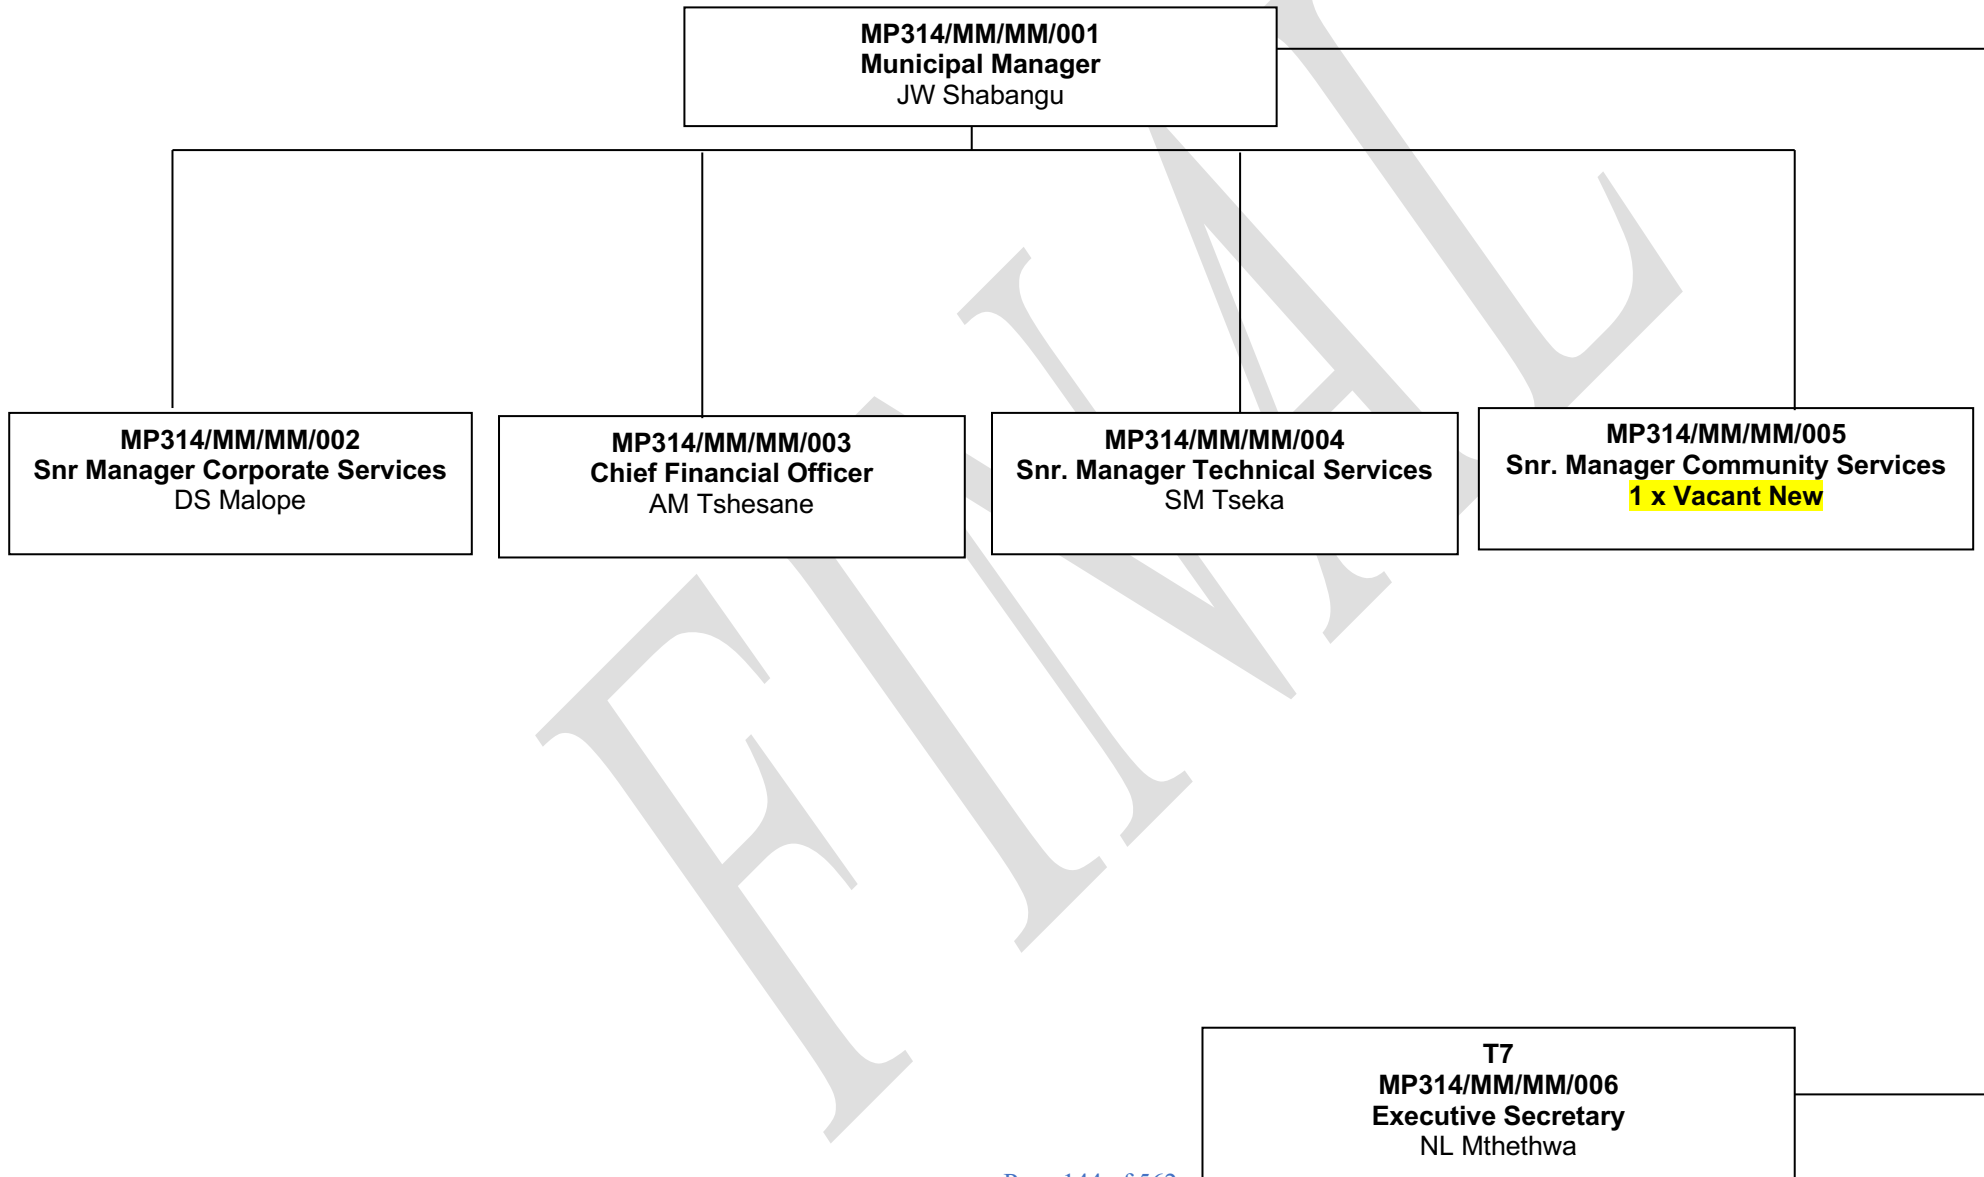 MP314/MM/MM/001
Municipal Manager
JW Shabangu
MP314/MM/MM/002
Snr Manager Corporate Services
DS Malope
MP314/MM/MM/003
Chief Financial Officer
AM Tshesane
MP314/MM/MM/004
Snr. Manager Technical Services
SM Tseka
MP314/MM/MM/005
Snr. Manager Community Services
1 x Vacant New
FINAL
T7
MP314/MM/MM/006
Executive Secretary
NL Mthethwa